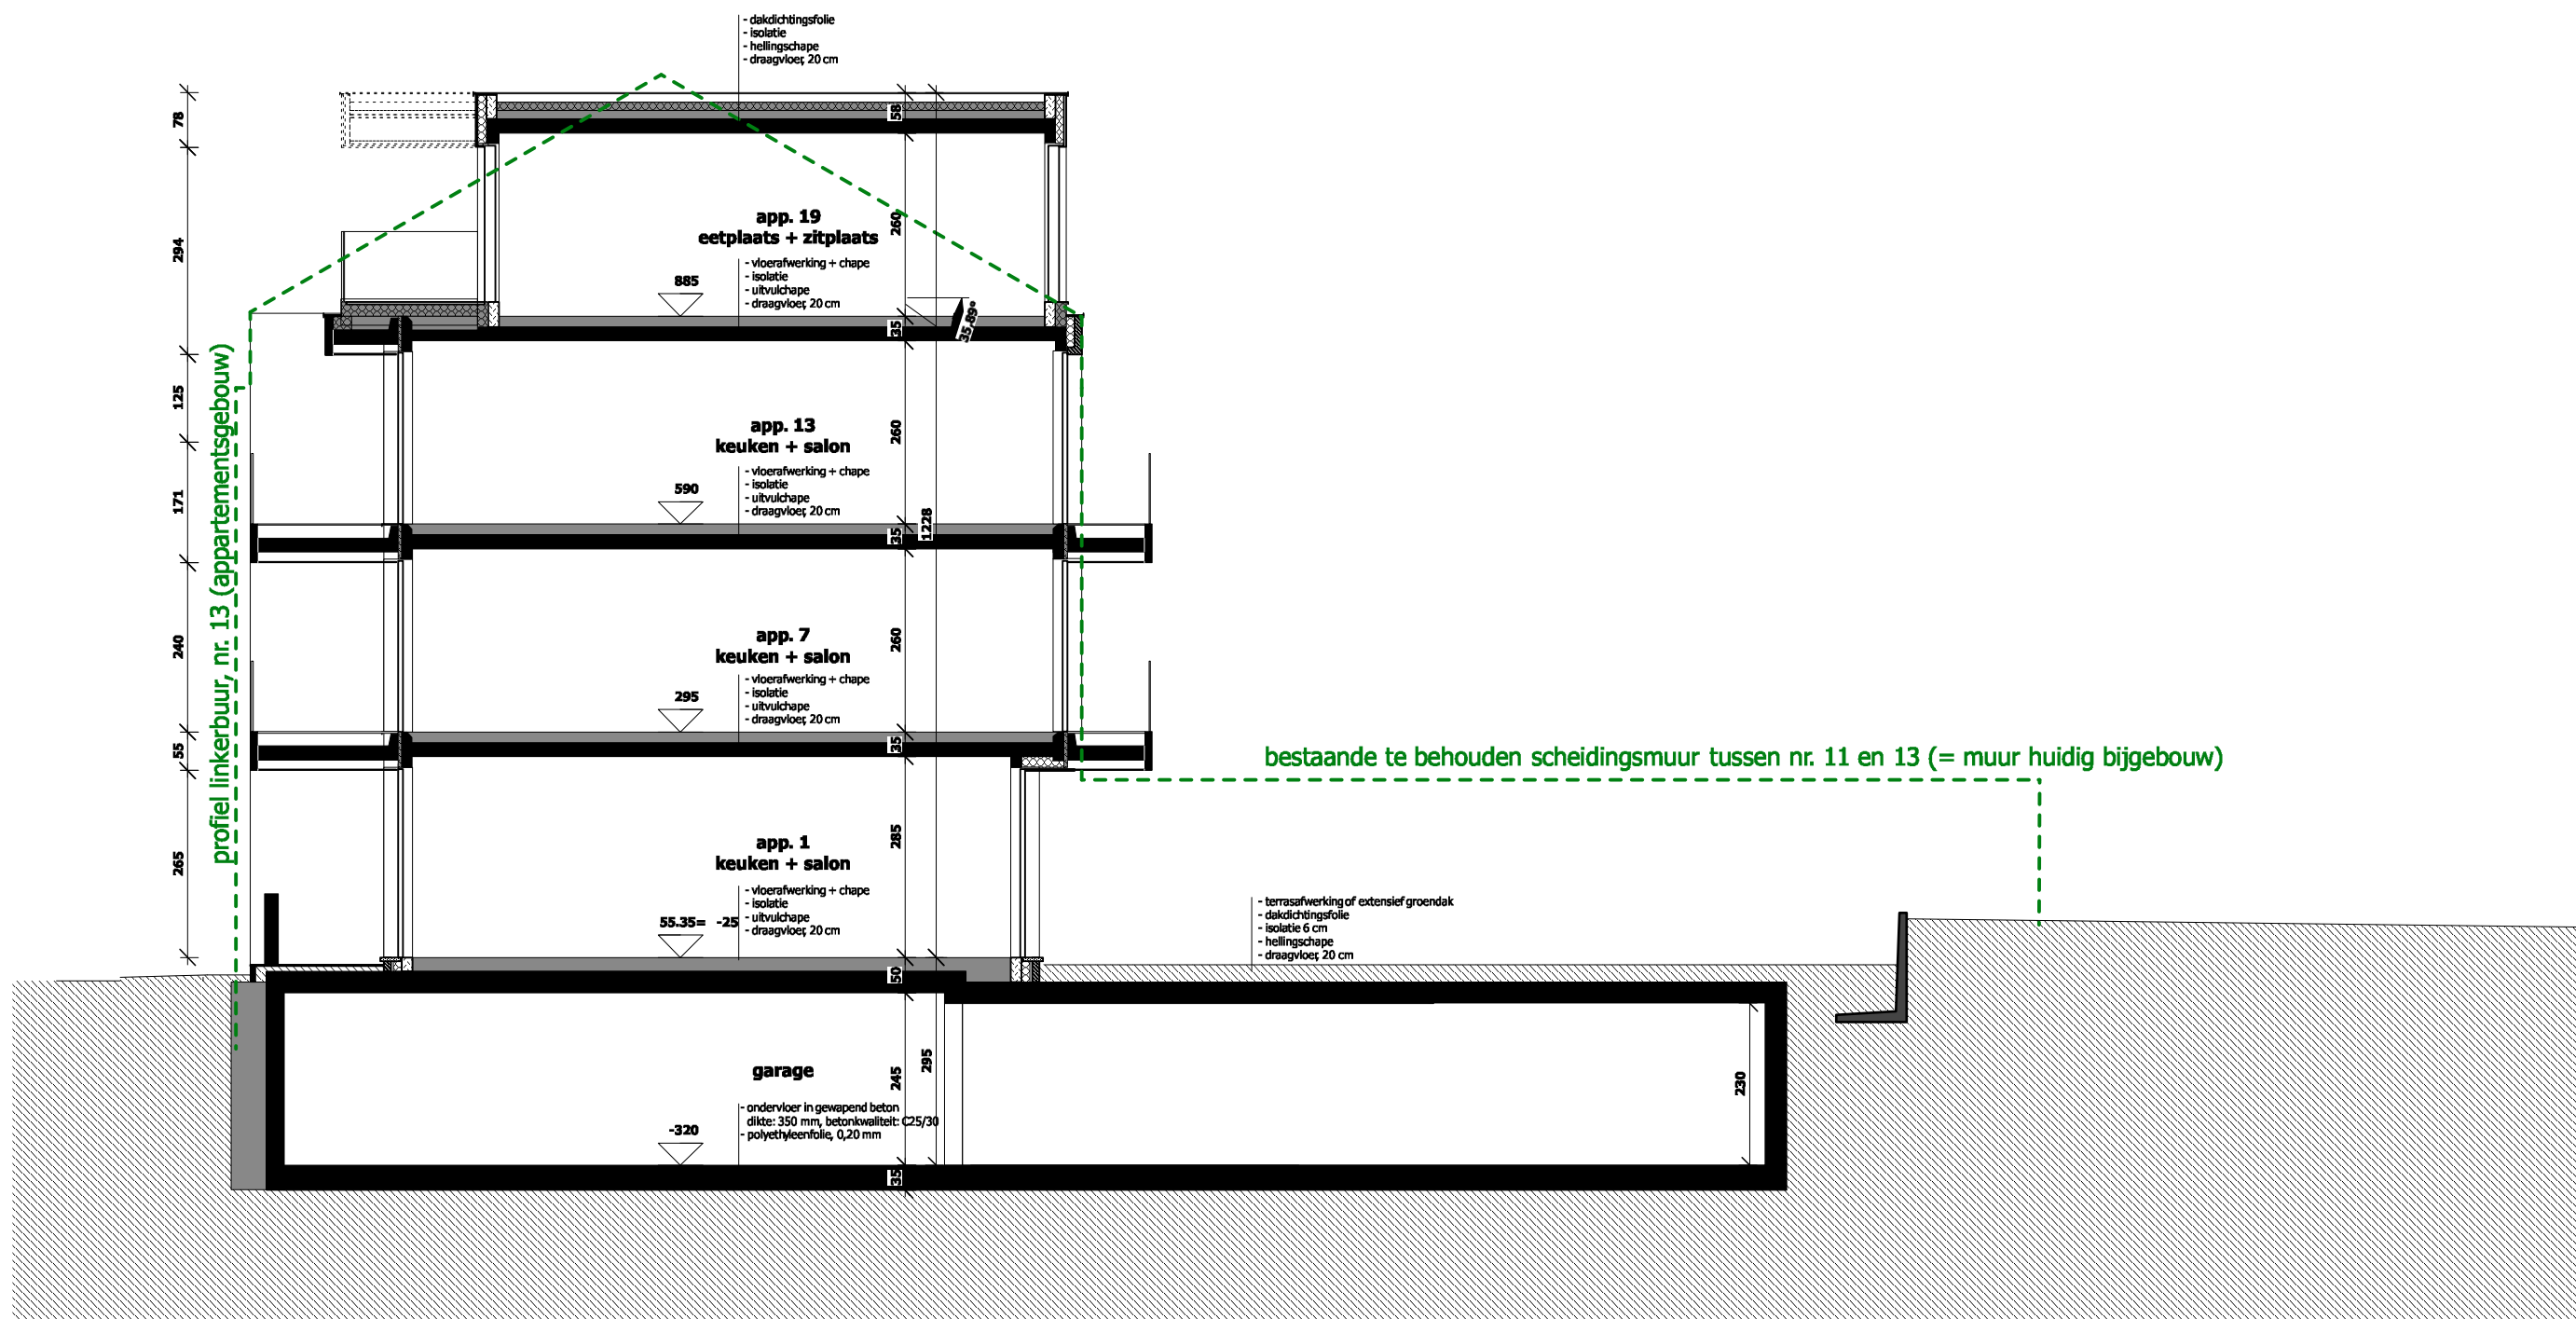 - dakdichtingsfolie
- isolatie
- hellingschape
- draagvloer, 20 cm
78
58
294
260
app. 19
eetplaats + zitplaats
- vloerafwerking + chape
- isolatie
- uitvulchape
- draagvloer, 20 cm
885
35
35,89°
125
260
app. 13
keuken + salon
- vloerafwerking + chape
- isolatie
- uitvulchape
- draagvloer, 20 cm
590
171
35
1228
profiel linkerbuur, nr. 13 (appartementsgebouw)
240
260
app. 7
keuken + salon
- vloerafwerking + chape
- isolatie
- uitvulchape
- draagvloer, 20 cm
295
55
35
bestaande te behouden scheidingsmuur tussen nr. 11 en 13 (= muur huidig bijgebouw)
265
285
app. 1
keuken + salon
- vloerafwerking + chape
- isolatie
- uitvulchape
- draagvloer, 20 cm
55.35= -25
- terrasafwerking of extensief groendak
- dakdichtingsfolie
- isolatie 6 cm
- hellingschape
- draagvloer, 20 cm
50
245
295
230
garage
- ondervloer in gewapend beton
dikte: 350 mm, betonkwaliteit: C25/30
- polyethyleenfolie, 0,20 mm
-320
35